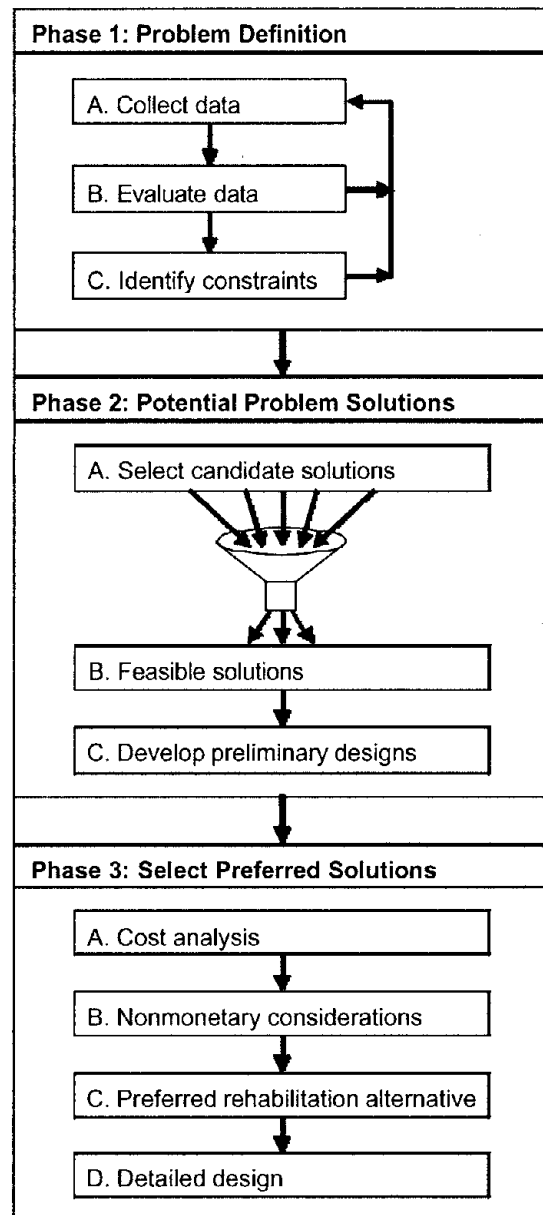 Phase 1: Problem Definition
A. Collect data
B. Evaluate data
C. Identify constraints
Phase 2: Potential Problem Solutions
A. Select candidate solutions
B. Feasible solutions
C. Develop preliminary designs
Phase 3: Select Preferred Solutions
A. Cost analysis
B. Nonmonetary considerations
C. Preferred rehabilitation alternative
D. Detailed design